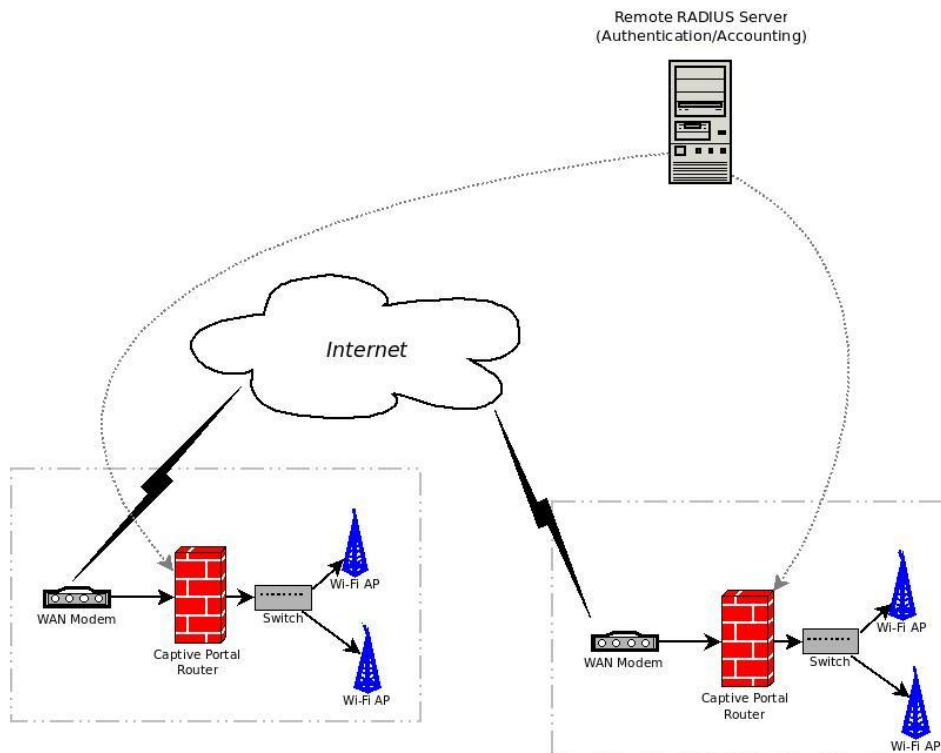 Remote RADIUS Server
(Authentication/Accounting)
Internet
Wi-Fi AP
WAN Modem
Switch
Captive Portal
Router
Wi-Fi AP
Wi-Fi AP
WAN Modem
Switch
Captive Portal
Router
Wi-Fi AP